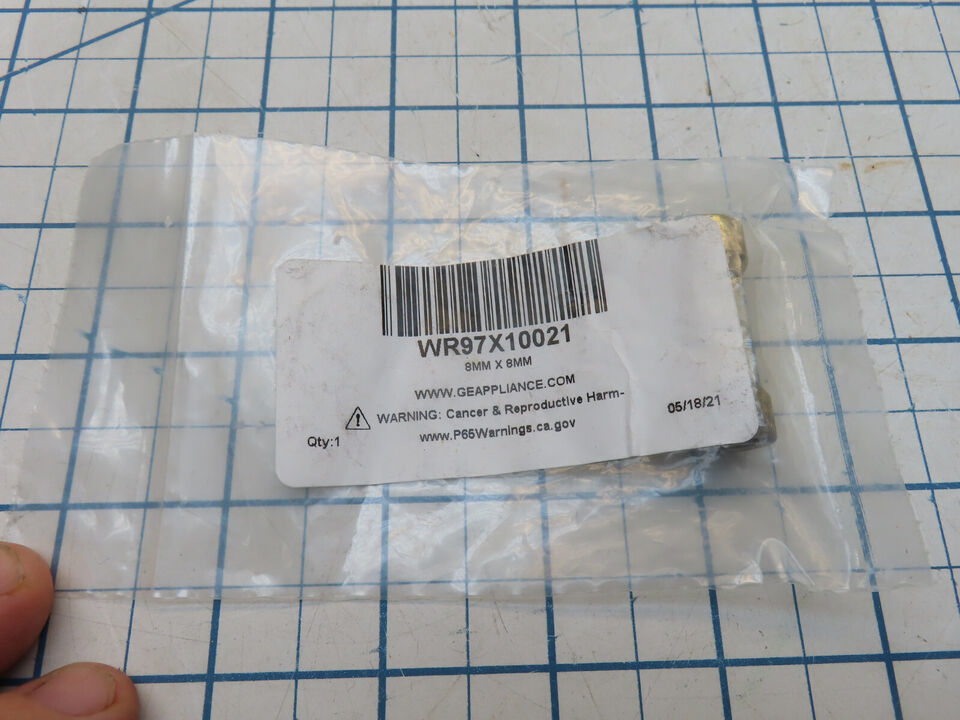 WR97X10021
8MM X 8MM
WWW.GEAPPLIANCE.COM
WARNING: Cancer & Reproductive Harm-
www.P65Warnings.ca.gov
Qty:1
05/18/21